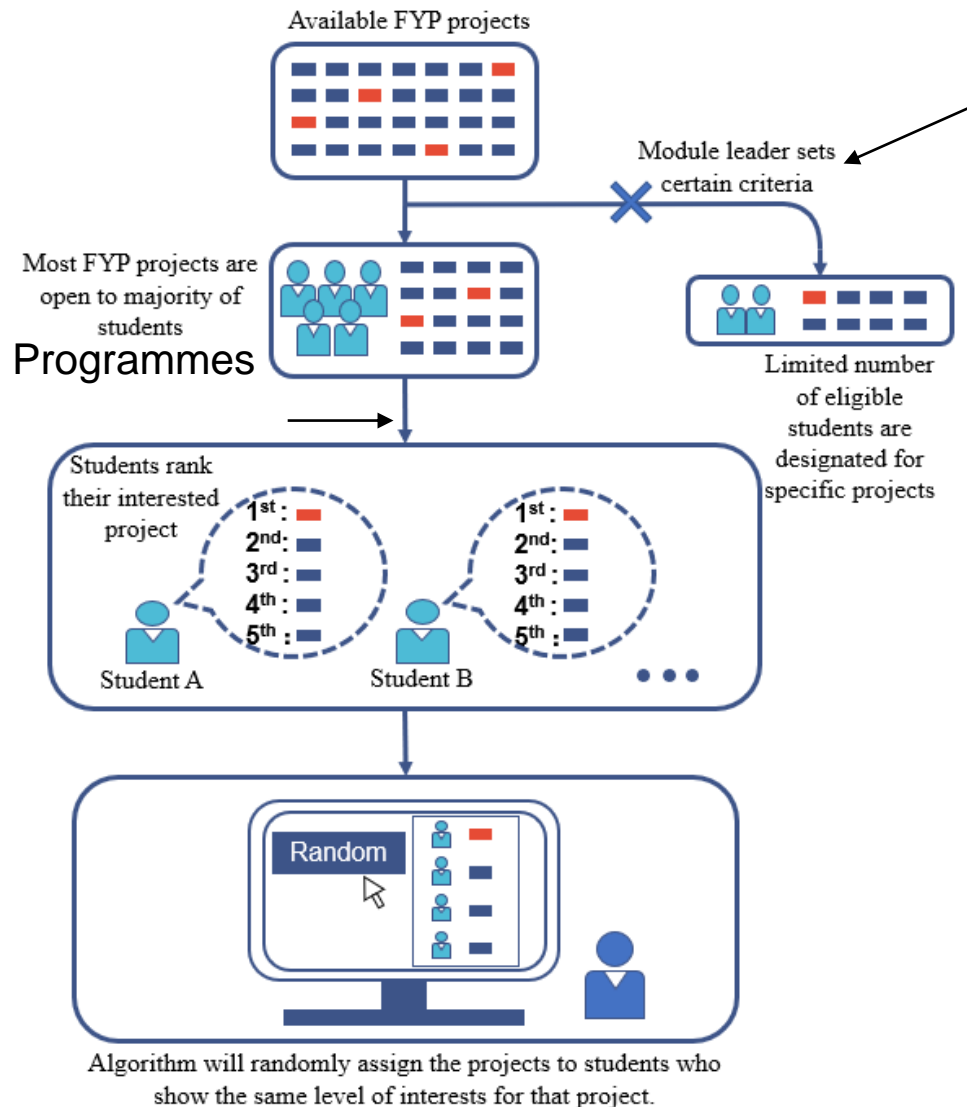 Available FYP projects
Module leader sets
certain criteria
Most FYP projects are
open to majority of
students
Programmes
Limited number
of eligible
students are
designated for
specific projects
Students rank
their interested
project
1st :
2nd:
3rd :
4th :
5th :
Student A
1st :
2nd:
3rd :
4th :
5th :
Student B
Random
Algorithm will randomly assign the projects to students who
show the same level of interests for that project.